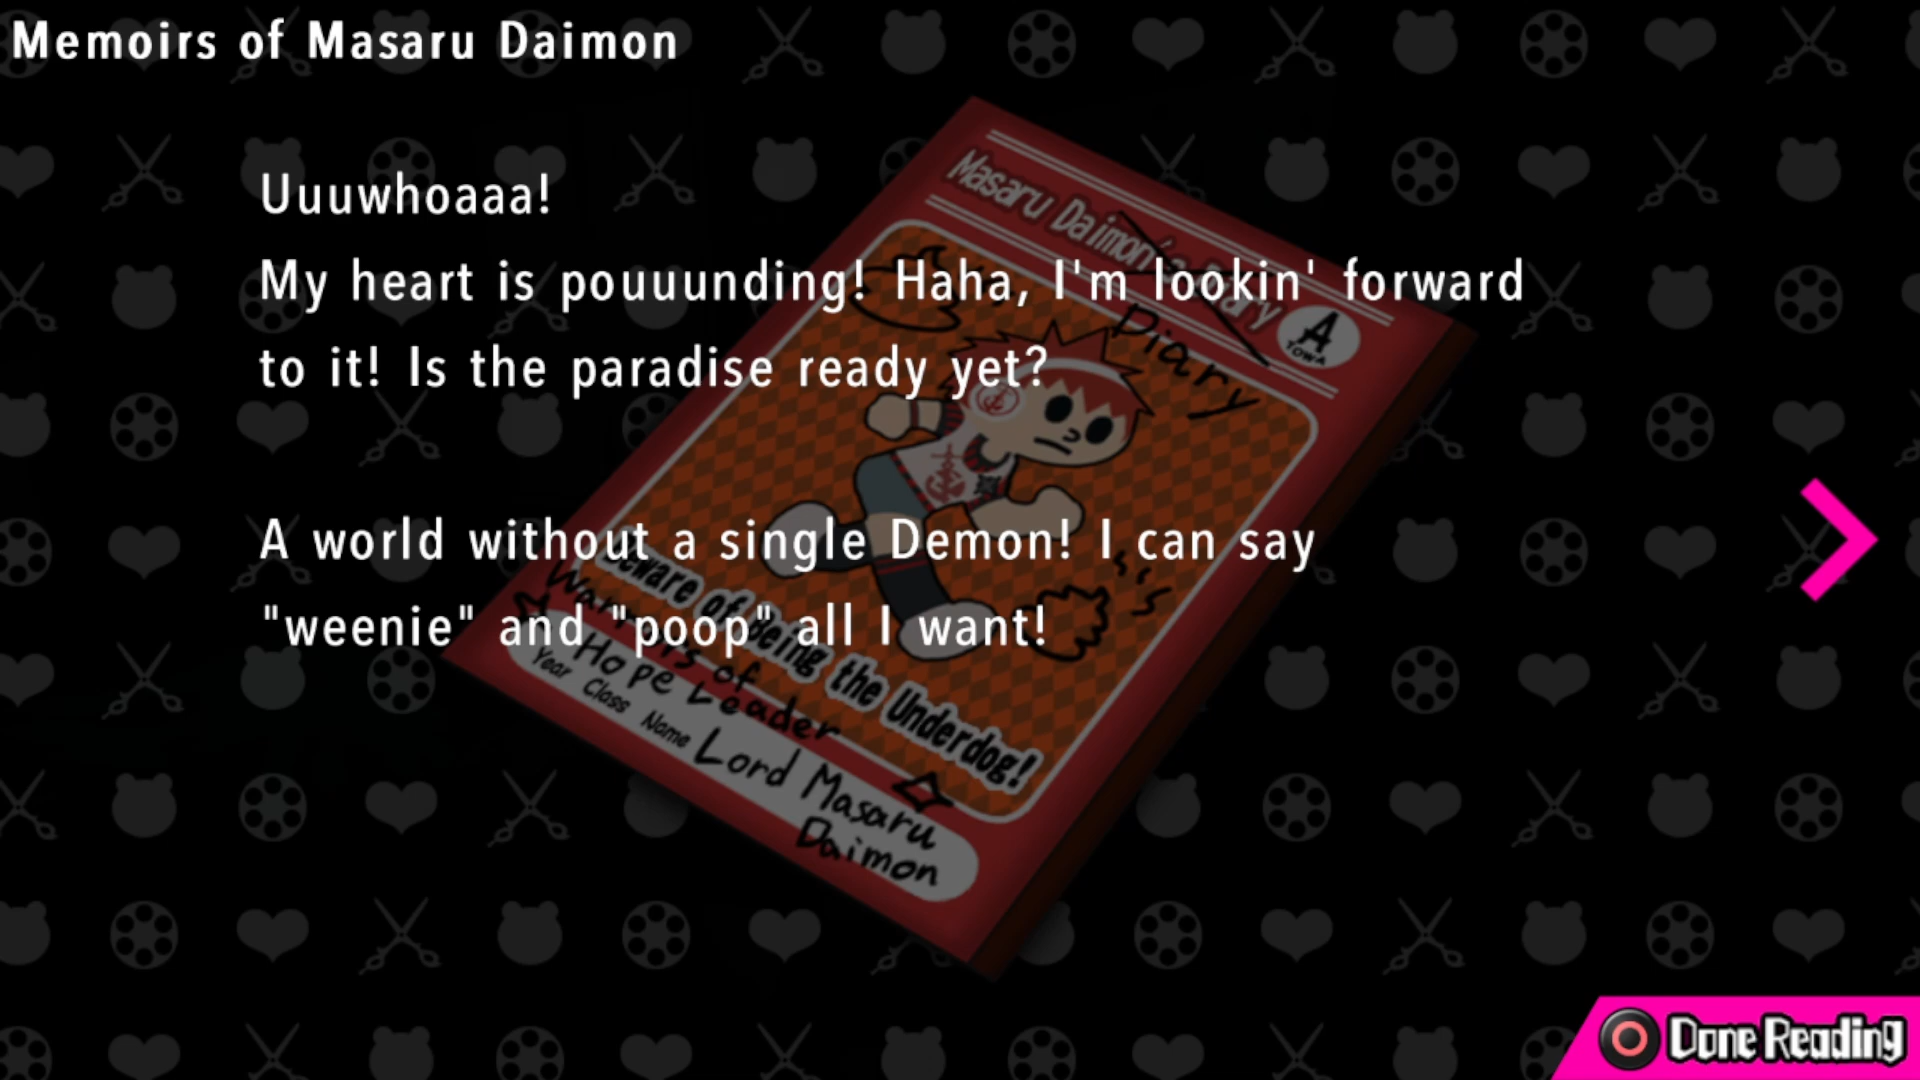 Memoirs of Masaru Daimon
Uuuwhoaaa!
My heart is pouuunding! Haha, I'm lookin' forward
to it! Is the paradise ready yet?
A world without a single Demon! I can say
"weenie" and "poop" all I want!
Masaru Daimon's Diary
Diary
A
TOWA
Beware of Being the Underdog!
Warriors of
Hope Leader
Year Class Name Lord Masaru
Daimon
Done Reading